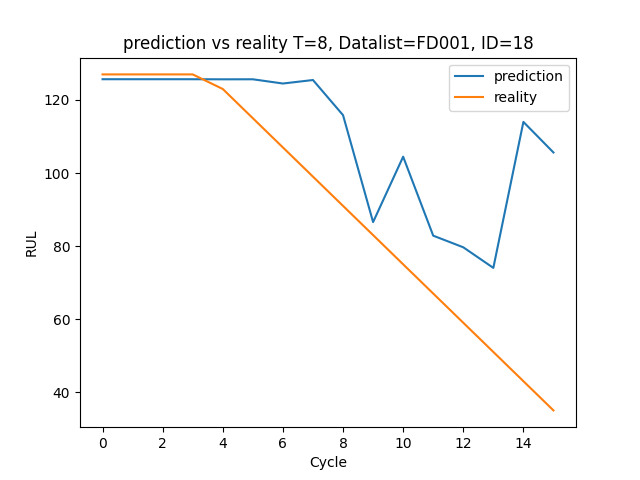 prediction vs reality T=8, Datalist=FD001, ID=18
prediction
reality
RUL
120
100
80
60
40
0 2 4 6 8 10 12 14
Cycle